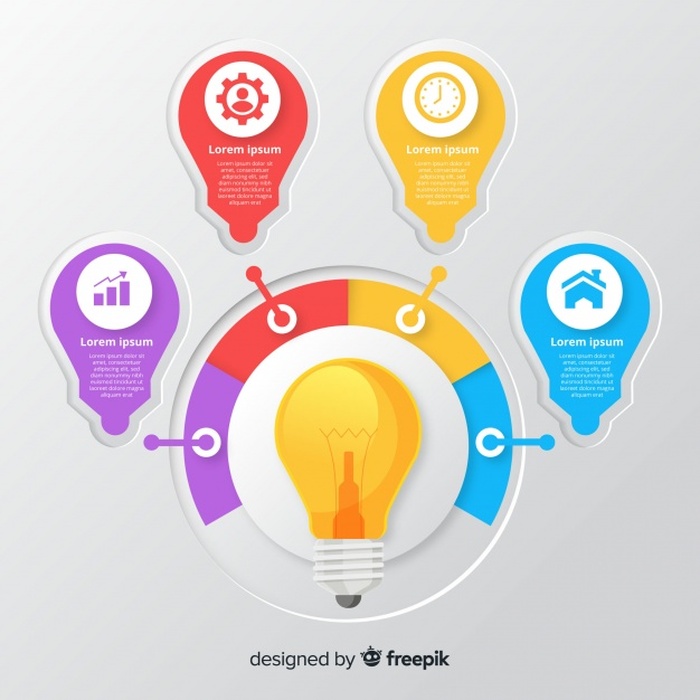 Lorem ipsum
Lorem ipsum dolor sit
amet, consectetuer
adipiscing elit, sed
diam nonummy nibh
euismod tincidunt ut
laoreet dolore magna
aliquam erat
Lorem ipsum
Lorem ipsum dolor sit
amet, consectetuer
adipiscing elit, sed
diam nonummy nibh
euismod tincidunt ut
laoreet dolore magna
aliquam erat
Lorem ipsum
Lorem ipsum dolor sit
amet, consectetuer
adipiscing elit, sed
diam nonummy nibh
euismod tincidunt ut
laoreet dolore magna
aliquam erat
Lorem ipsum
Lorem ipsum dolor sit
amet, consectetuer
adipiscing elit, sed
diam nonummy nibh
euismod tincidunt ut
laoreet dolore magna
aliquam erat
designed by freepik